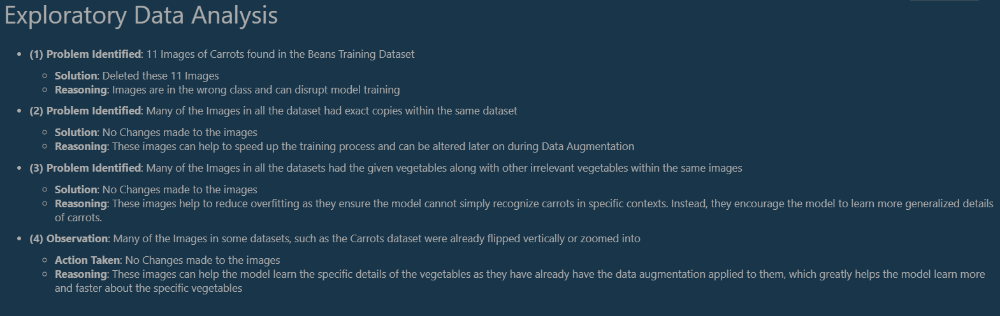 Exploratory Data Analysis
• (1) Problem Identified: 11 Images of Carrots found in the Beans Training Dataset
◦ Solution: Deleted these 11 Images
◦ Reasoning: Images are in the wrong class and can disrupt model training
• (2) Problem Identified: Many of the Images in all the dataset had exact copies within the same dataset
◦ Solution: No Changes made to the images
◦ Reasoning: These images can help to speed up the training process and can be altered later on during Data Augmentation
• (3) Problem Identified: Many of the Images in all the datasets had the given vegetables along with other irrelevant vegetables within the same images
◦ Solution: No Changes made to the images
◦ Reasoning: These images help to reduce overfitting as they ensure the model cannot simply recognize carrots in specific contexts. Instead, they encourage the model to learn more generalized details
of carrots.
• (4) Observation: Many of the Images in some datasets, such as the Carrots dataset were already flipped vertically or zoomed into
◦ Action Taken: No Changes made to the images
◦ Reasoning: These images can help the model learn the specific details of the vegetables as they have already have the data augmentation applied to them, which greatly helps the model learn more
and faster about the specific vegetables